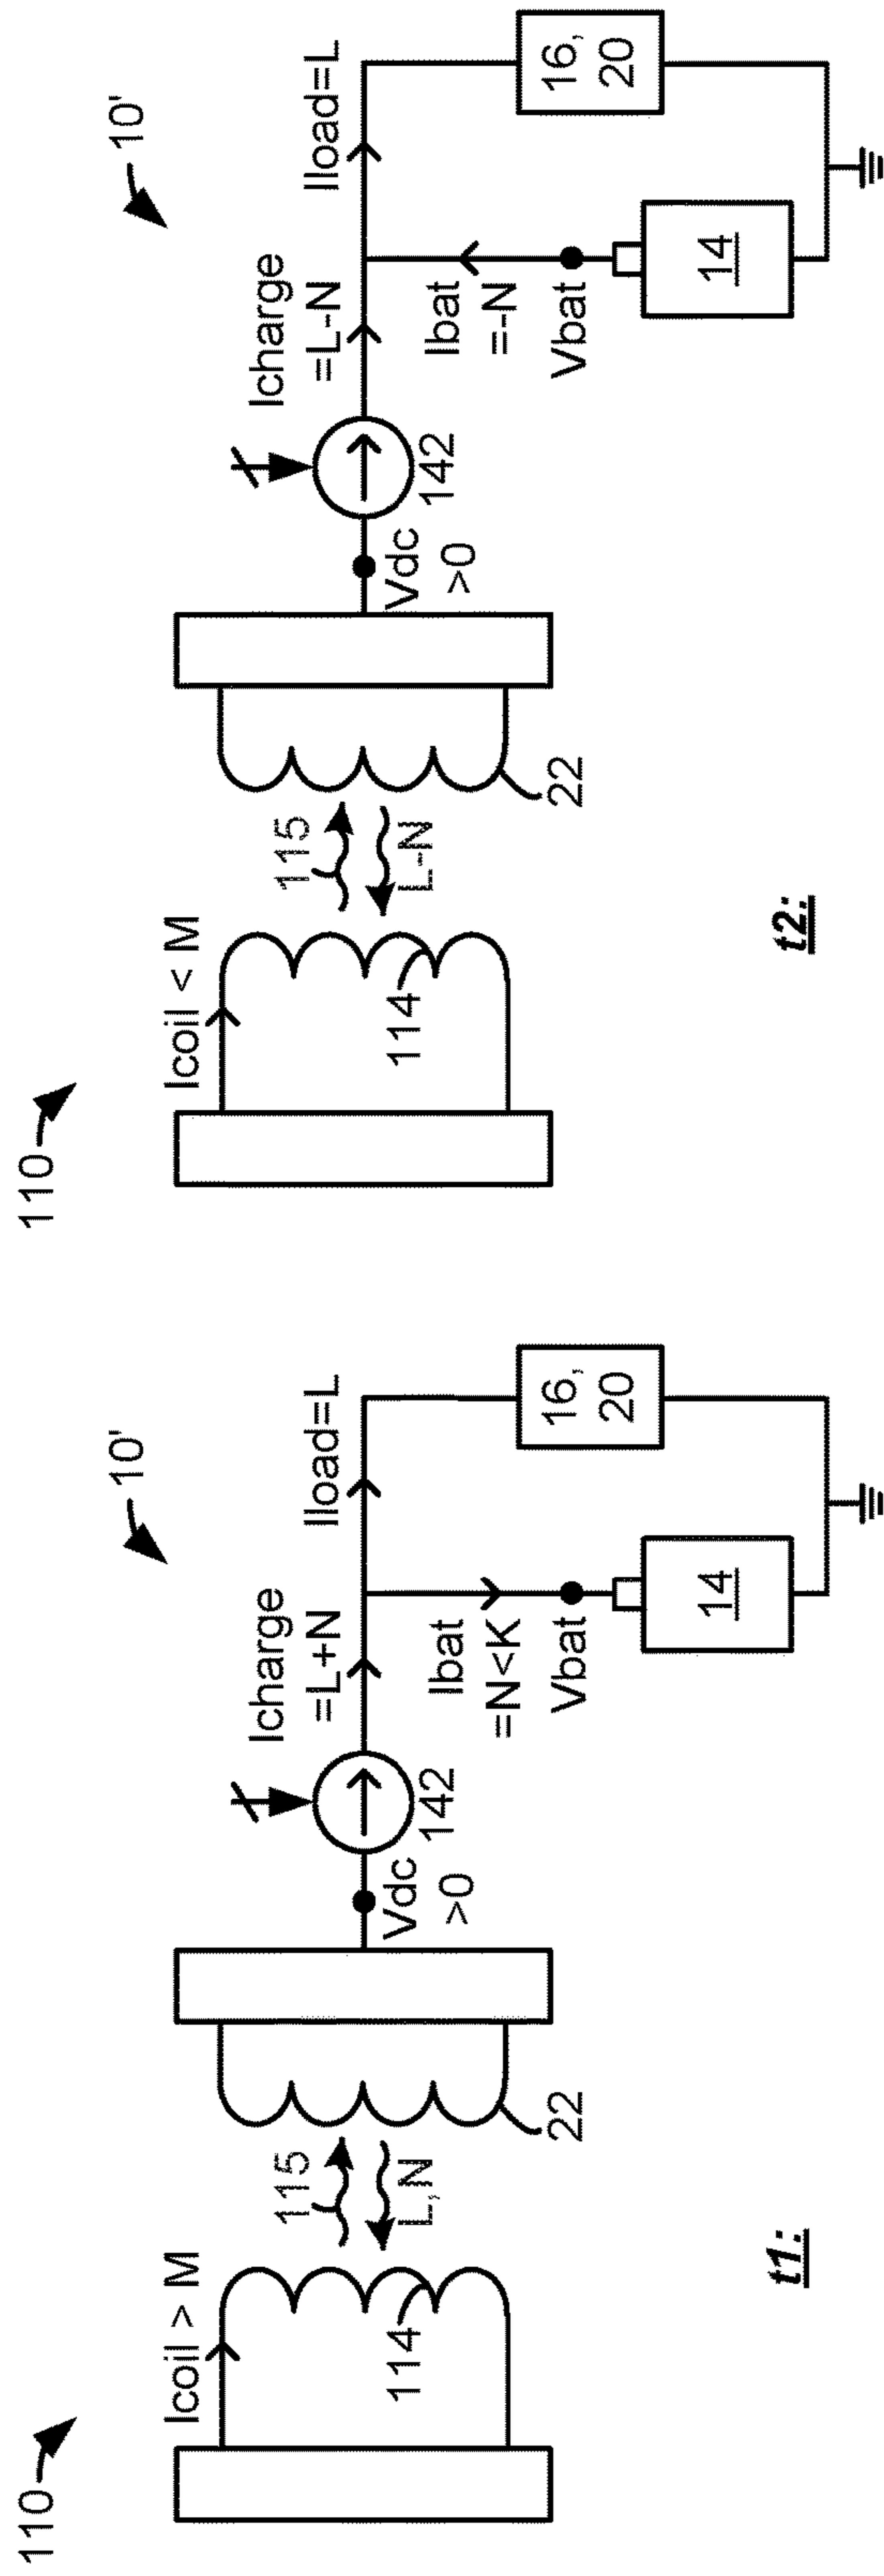 110
10'
Icoil > M
115
L,N
114
22
Vdc
>0
142
Icharge
=L+N
Iload=L
Ibat
=N<K
Vbat
14
16,
20
t1:
110
10'
Icoil < M
115
L-N
114
22
Vdc
>0
142
Icharge
=L-N
Iload=L
Ibat
=-N
Vbat
14
16,
20
t2: